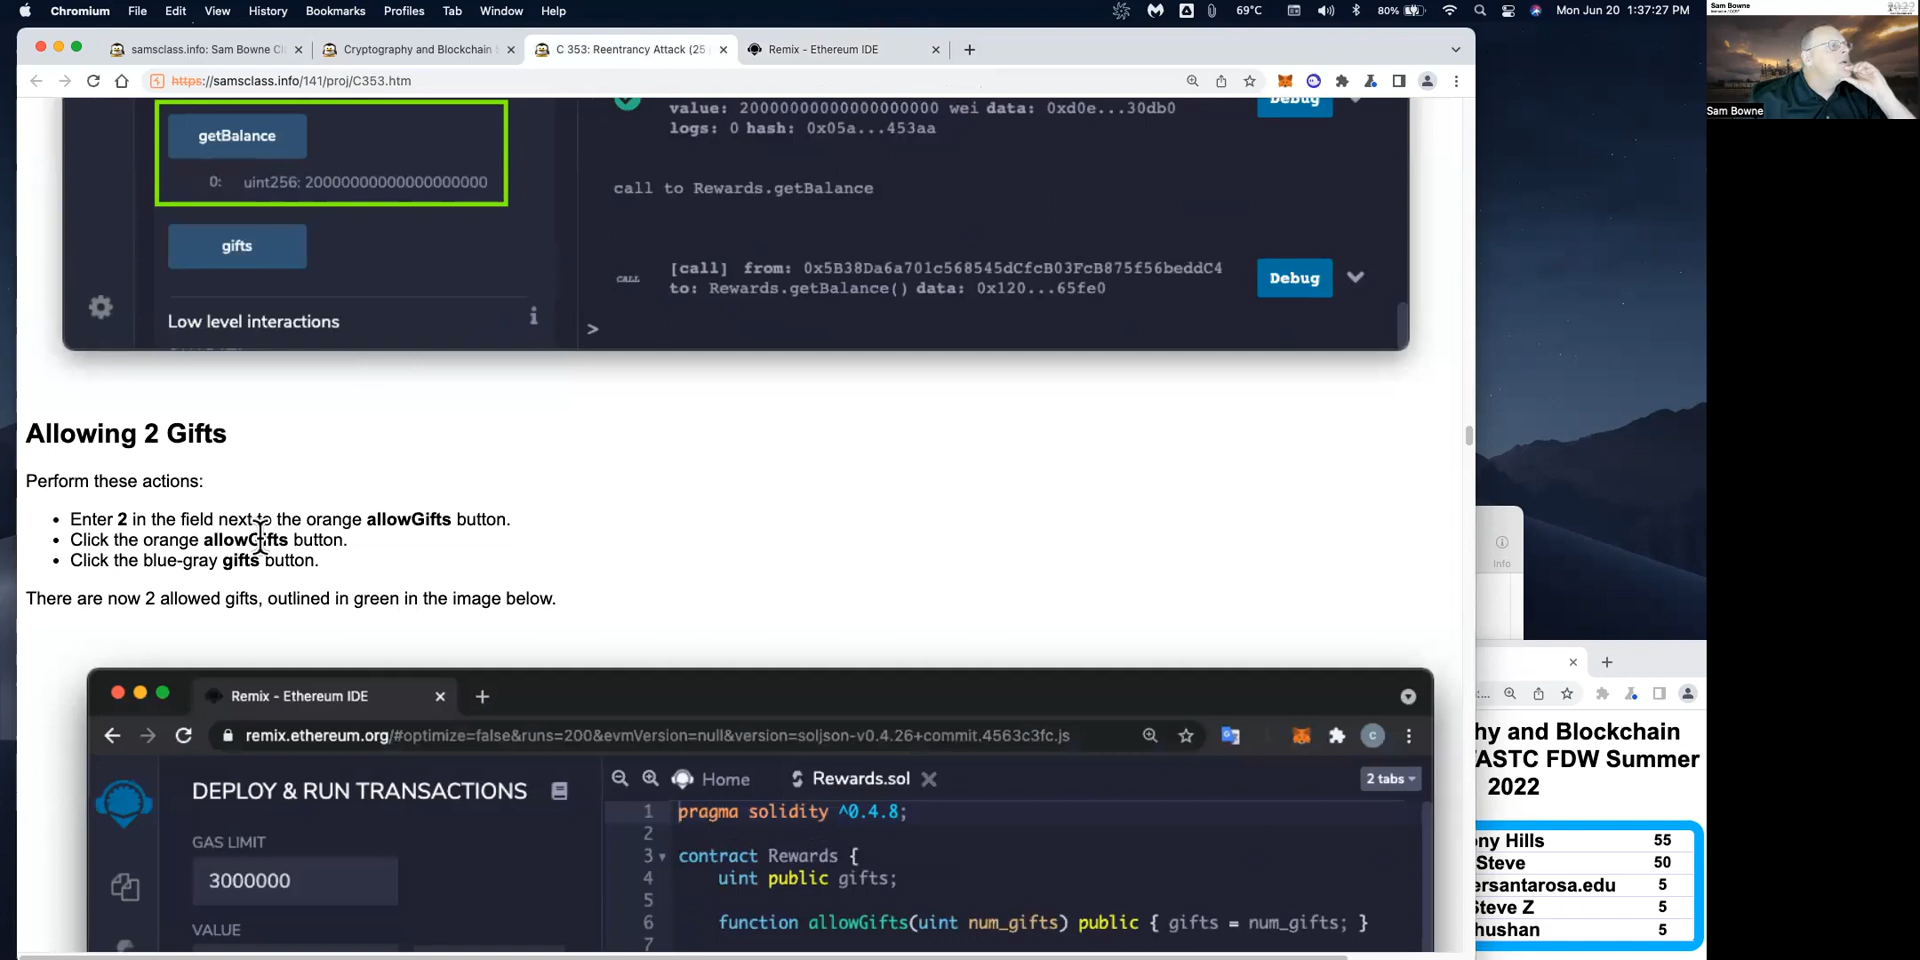 Chromium File Edit View History Bookmarks Profiles Tab Window Help 69°C 80% Mon Jun 20 1:37:27 PM
samsclass.info: Sam Bowne Cl
Cryptography and Blockchain
C 353: Reentrancy Attack (25
Remix - Ethereum IDE
https://samsclass.info/141/proj/C353.htm
getBalance
0: uint256: 20000000000000000000
gifts
Low level interactions
value: 20000000000000000000 wei data: 0xd0e...30db0
logs: 0 hash: 0x05a...453aa
Debug
call to Rewards.getBalance
CALL
[call] from: 0x5B38Da6a701c568545dCfcB03FcB875f56beddC4
to: Rewards.getBalance() data: 0x120...65fe0
Debug
>
Allowing 2 Gifts
Perform these actions:
• Enter 2 in the field next to the orange allowGifts button.
• Click the orange allowGifts button.
• Click the blue-gray gifts button.
There are now 2 allowed gifts, outlined in green in the image below.
Remix - Ethereum IDE
remix.ethereum.org/#optimize=false&runs=200&evmVersion=null&version=soljson-v0.4.26+commit.4563c3fc.js
DEPLOY & RUN TRANSACTIONS
GAS LIMIT
3000000
VALUE
Home
Rewards.sol
2 tabs
1 pragma solidity ^0.4.8;
2
3 contract Rewards {
4 uint public gifts;
5
6 function allowGifts(uint num_gifts) public { gifts = num_gifts; }
7
Info
hy and Blockchain
ASTC FDW Summer
2022
ny Hills 55
Steve 50
ersantarosa.edu 5
Steve Z 5
hushan 5
Sam Bowne
Sam Bowne